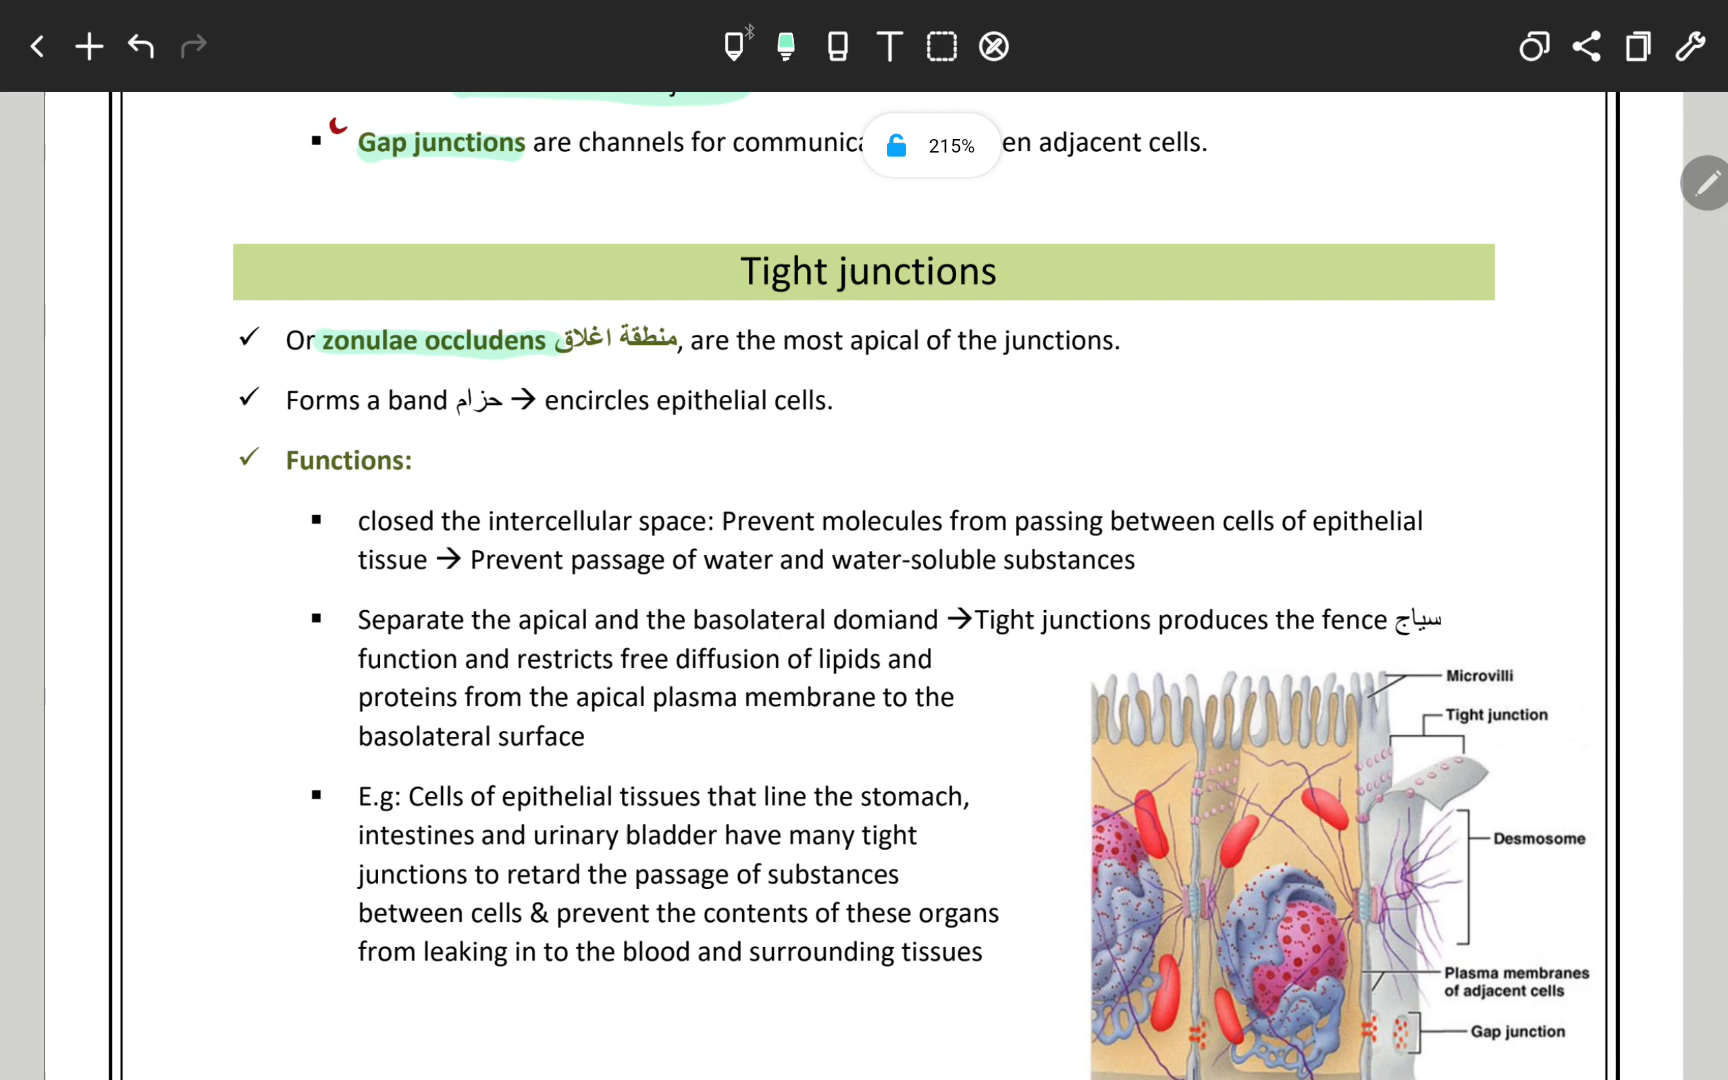 Gap junctions are channels for communica en adjacent cells.
215%
Tight junctions
✓ Or zonulae occludens منطقة اغلاق, are the most apical of the junctions.
✓ Forms a band حزام → encircles epithelial cells.
✓ Functions:
▪ closed the intercellular space: Prevent molecules from passing between cells of epithelial
tissue → Prevent passage of water and water-soluble substances
▪ Separate the apical and the basolateral domiand →Tight junctions produces the fence سياج
function and restricts free diffusion of lipids and
proteins from the apical plasma membrane to the
basolateral surface
▪ E.g: Cells of epithelial tissues that line the stomach,
intestines and urinary bladder have many tight
junctions to retard the passage of substances
between cells & prevent the contents of these organs
from leaking in to the blood and surrounding tissues
Microvilli
Tight junction
Desmosome
Plasma membranes
of adjacent cells
Gap junction